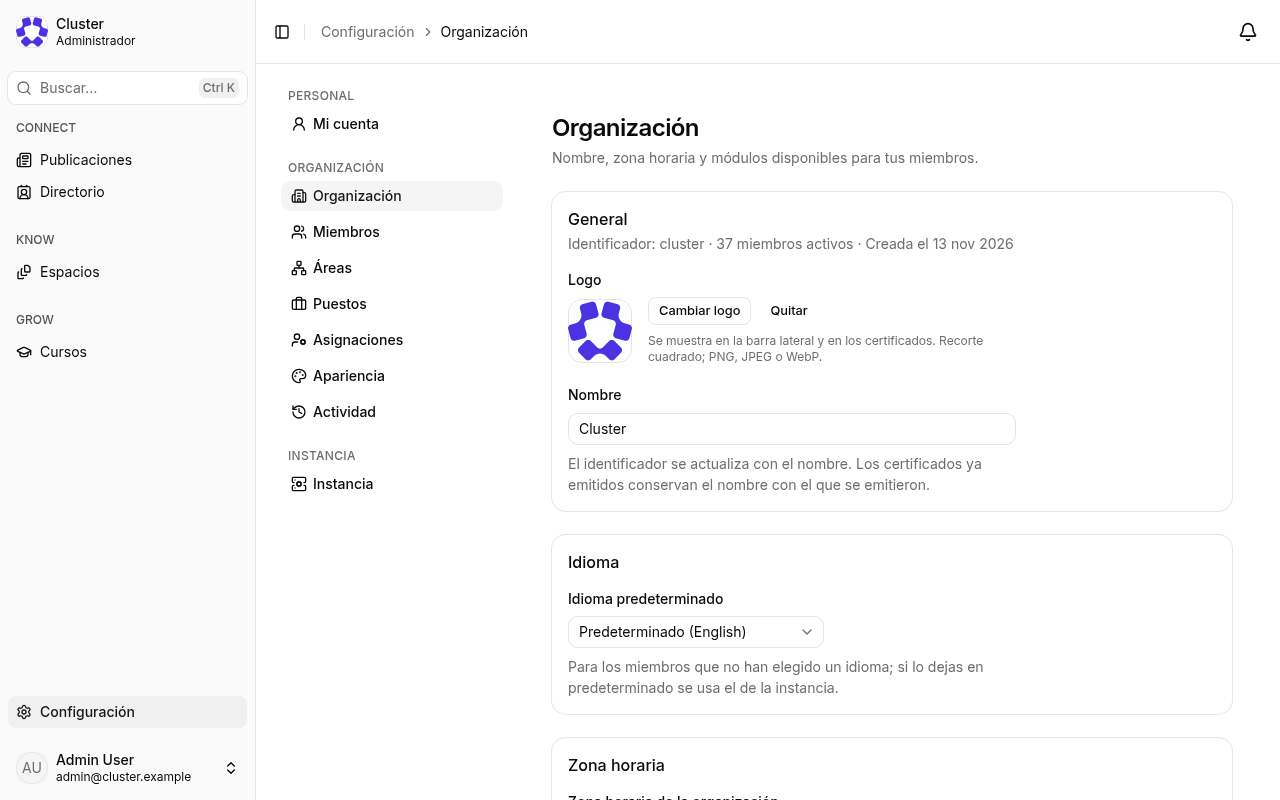 Cluster
Administrador
Buscar...
Ctrl K
CONNECT
Publicaciones
Directorio
KNOW
Espacios
GROW
Cursos
Configuración
AU
Admin User
admin@cluster.example
Configuración
Organización
PERSONAL
Mi cuenta
ORGANIZACIÓN
Organización
Miembros
Áreas
Puestos
Asignaciones
Apariencia
Actividad
INSTANCIA
Instancia
Organización
Nombre, zona horaria y módulos disponibles para tus miembros.
General
Identificador: cluster · 37 miembros activos · Creada el 13 nov 2026
Logo
Cambiar logo
Quitar
Se muestra en la barra lateral y en los certificados. Recorte
cuadrado; PNG, JPEG o WebP.
Nombre
Cluster
El identificador se actualiza con el nombre. Los certificados ya
emitidos conservan el nombre con el que se emitieron.
Idioma
Idioma predeterminado
Predeterminado (English)
Para los miembros que no han elegido un idioma; si lo dejas en
predeterminado se usa el de la instancia.
Zona horaria
Zona horaria de la organización